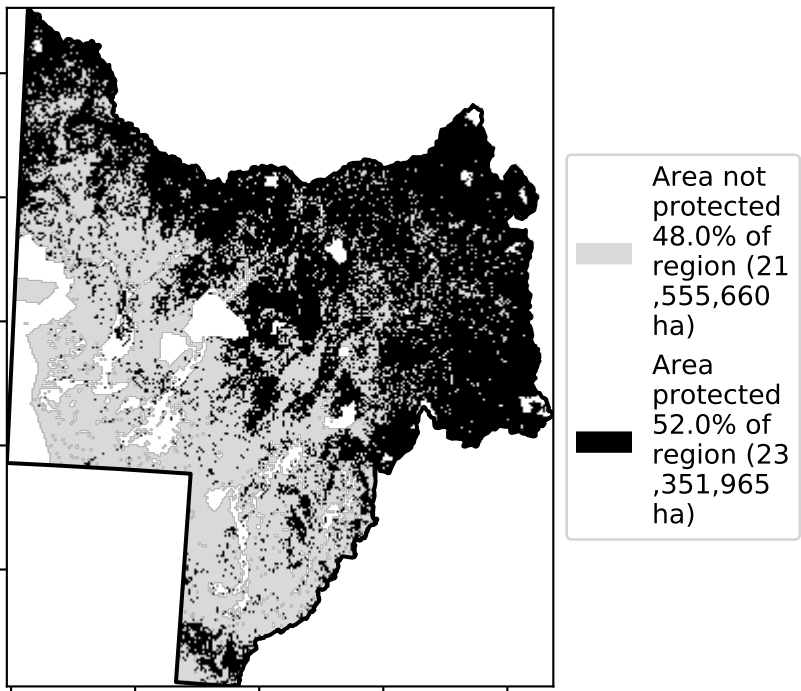 Area not
protected
48.0% of
region (21
,555,660
ha)
Area
protected
52.0% of
region (23
,351,965
ha)